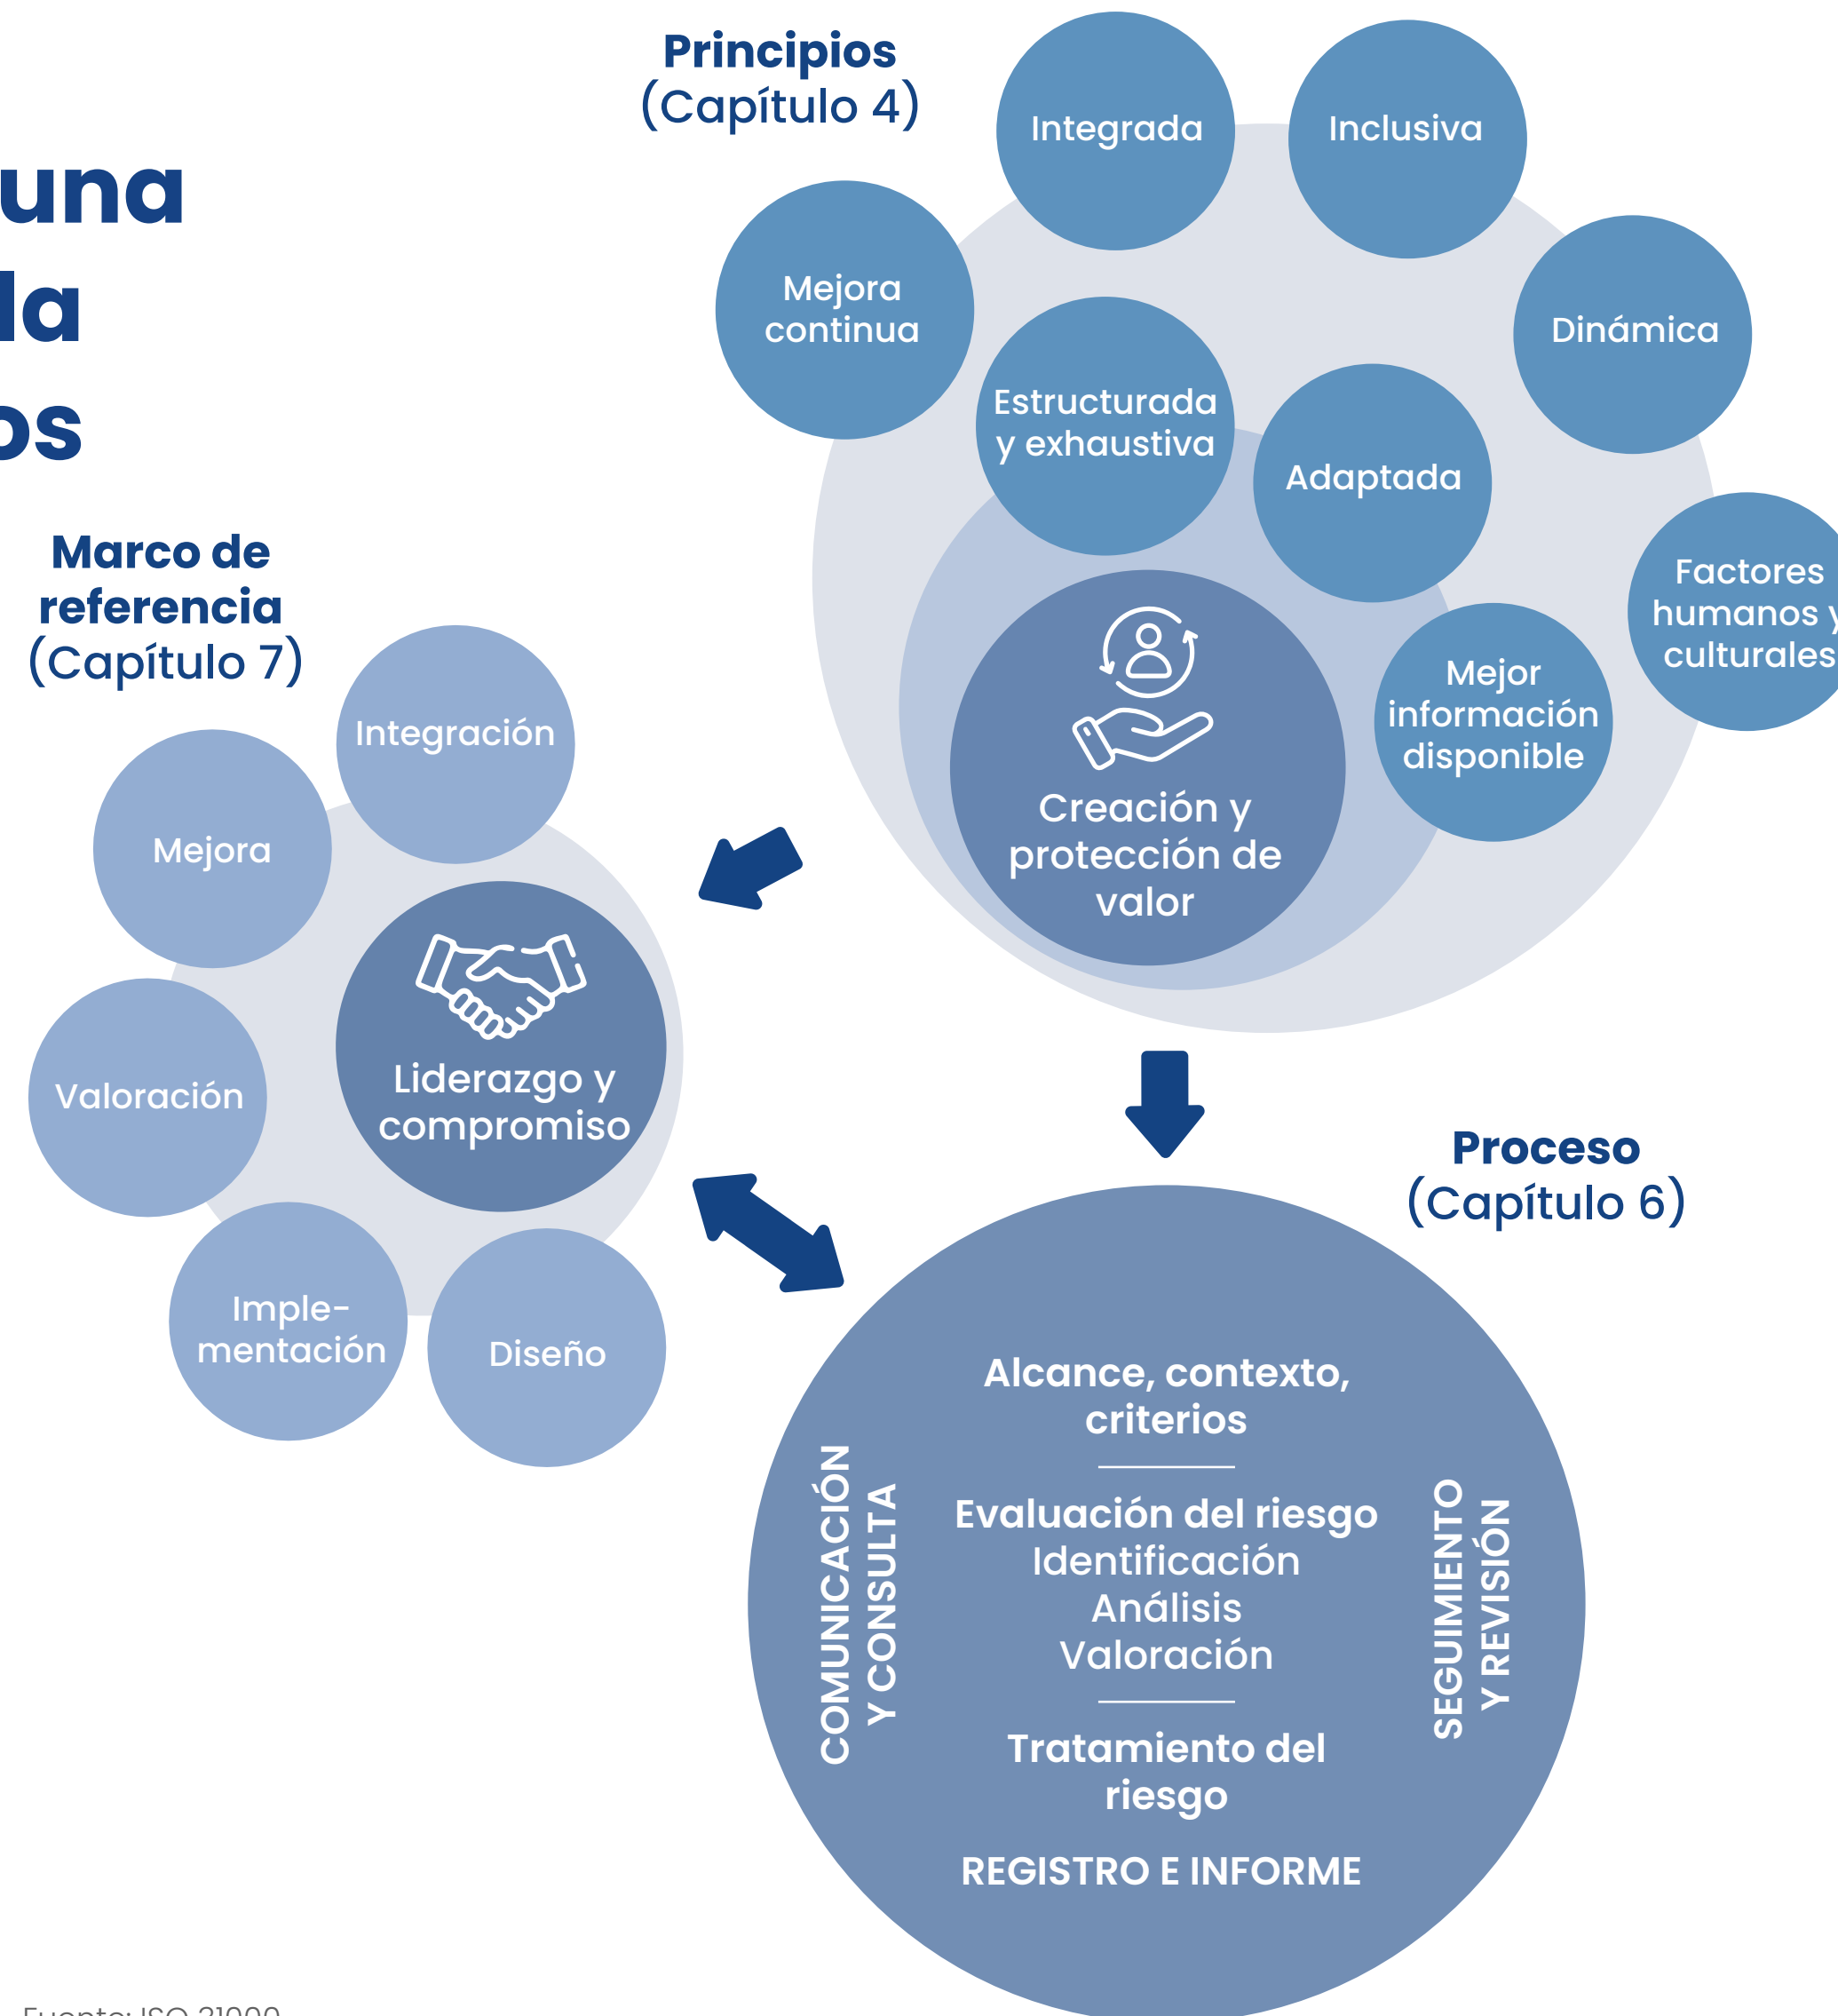 una
la
os
Principios
(Capítulo 4)
Integrada
Inclusiva
Mejora
continua
Dinámica
Estructurada
y exhaustiva
Adaptada
Factores
humanos y
culturales
Mejor
información
disponible
Creación y
protección de
valor
Marco de
referencia
(Capítulo 7)
Integración
Mejora
Liderazgo y
compromiso
Valoración
Imple-
mentación
Diseño
Proceso
(Capítulo 6)
Alcance, contexto,
criterios
COMUNICACIÓN
Y CONSULTA
Evaluación del riesgo
Identificación
Análisis
Valoración
SEGUIMIENTO
Y REVISIÓN
Tratamiento del
riesgo
REGISTRO E INFORME
Fuente: ISO 31000